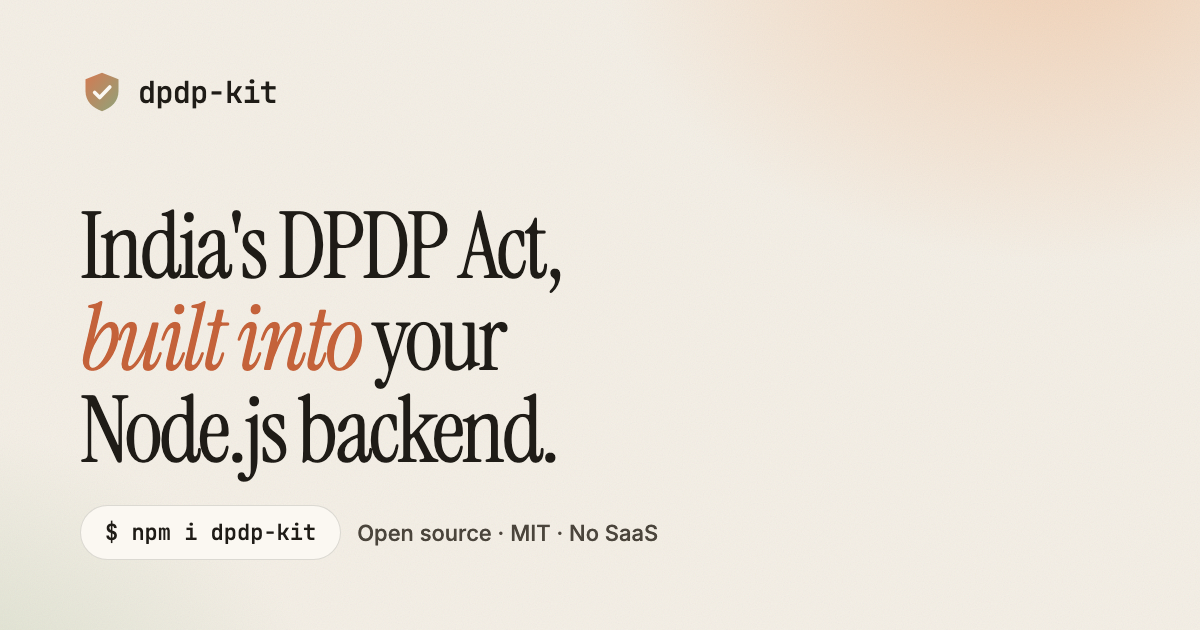 dpdp-kit
India's DPDP Act,
built into your
Node.js backend.
$ npm i dpdp-kit
Open source · MIT · No SaaS